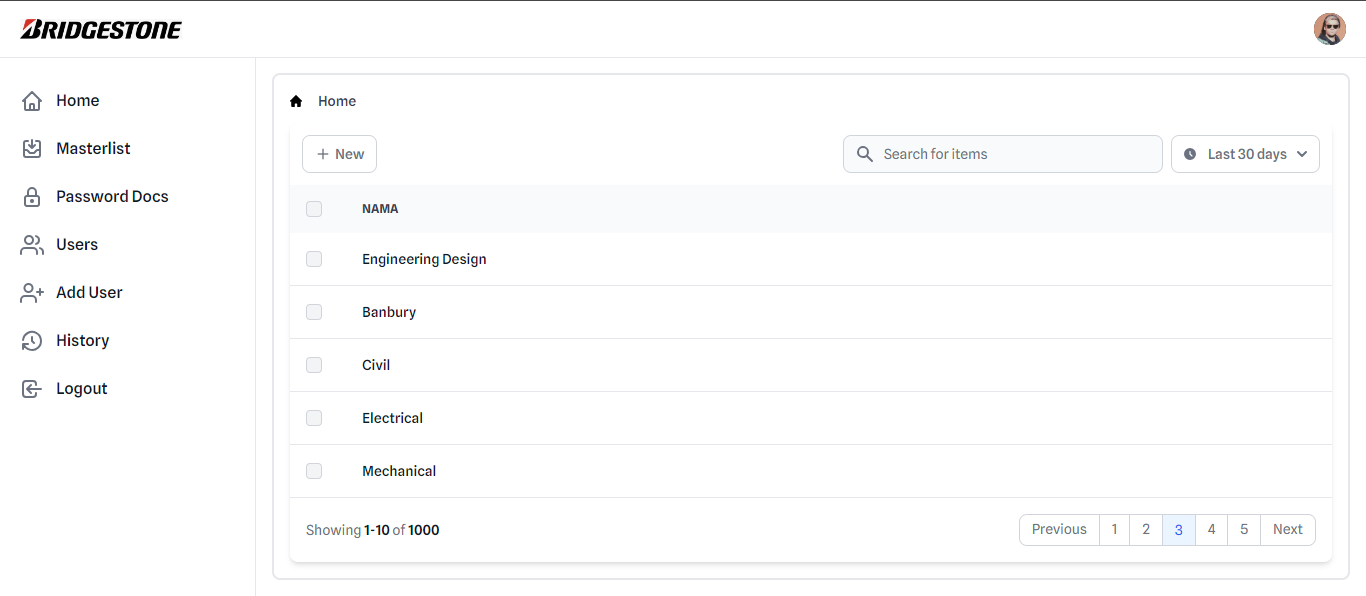 BRIDGESTONE
Home
Masterlist
Password Docs
Users
Add User
History
Logout
Home
New
Search for items
Last 30 days
NAMA
Engineering Design
Banbury
Civil
Electrical
Mechanical
Showing 1-10 of 1000
Previous 1 2 3 4 5 Next